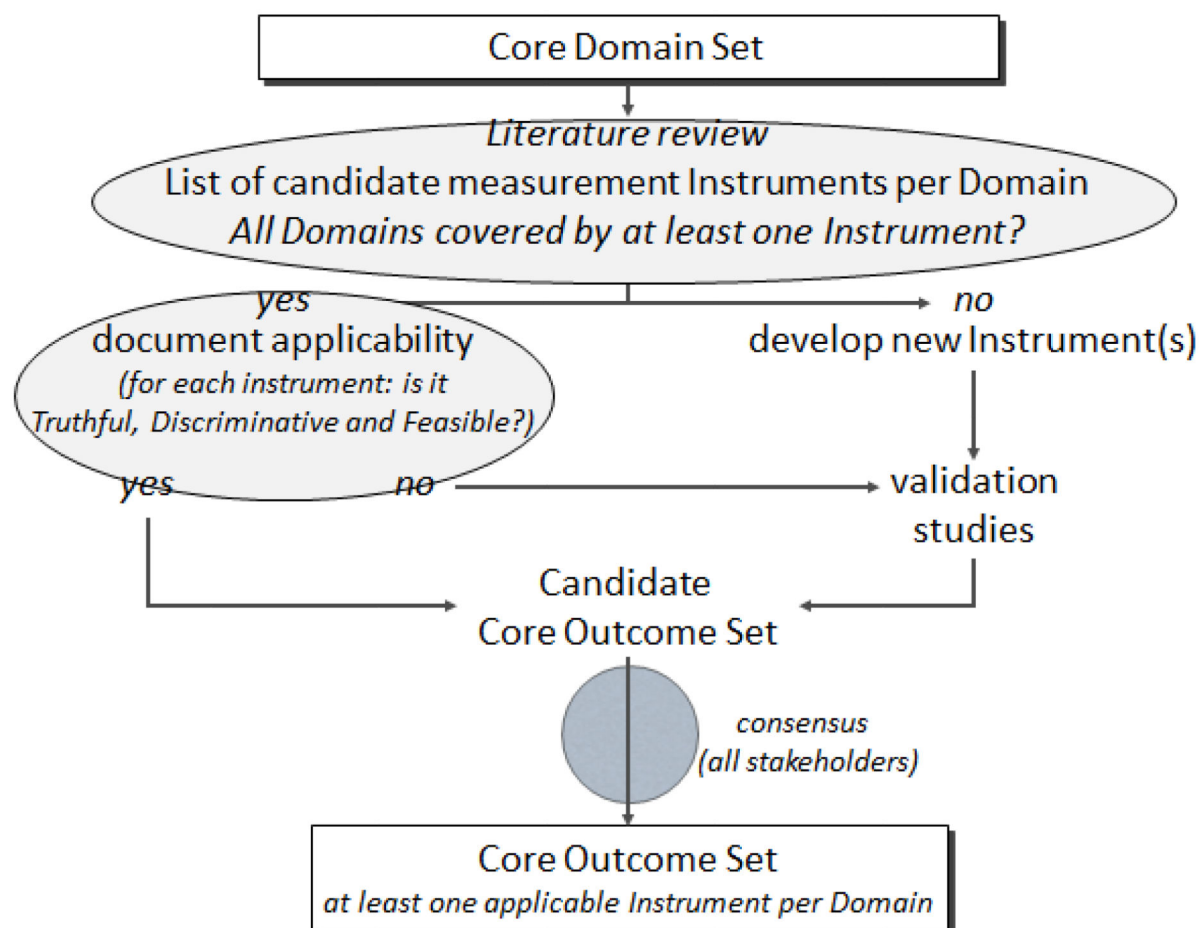 Core Domain Set
Literature review
List of candidate measurement Instruments per Domain
All Domains covered by at least one Instrument?
yes
document applicability
(for each instrument: is it
Truthful, Discriminative and Feasible?)
yes
no
no
develop new Instrument(s)
validation
studies
Candidate
Core Outcome Set
consensus
(all stakeholders)
Core Outcome Set
at least one applicable Instrument per Domain